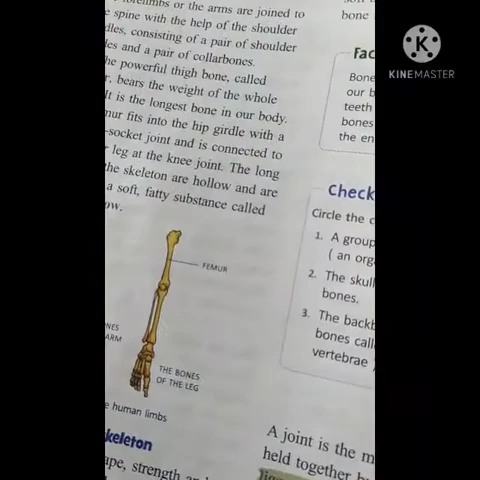 forelimbs or the arms are joined to
spine with the help of the shoulder
consisting of a pair of shoulder
and a pair of collarbones.
he powerful thigh bone, called
r, bears the weight of the whole
It is the longest bone in our body.
mur fits into the hip girdle with a
-socket joint and is connected to
leg at the knee joint. The long
the skeleton are hollow and are
a soft, fatty substance called
ow.
FEMUR
NES
ARM
THE BONES
OF THE LEG
e human limbs
keleton
ape, strength
bone
Fac
Bone
our b
teeth
bones
the en
KINEMASTER
Check
Circle the c
1. A group
( an org
2. The skull
bones.
3. The backb
bones call
vertebrae )
A joint is the m
held together